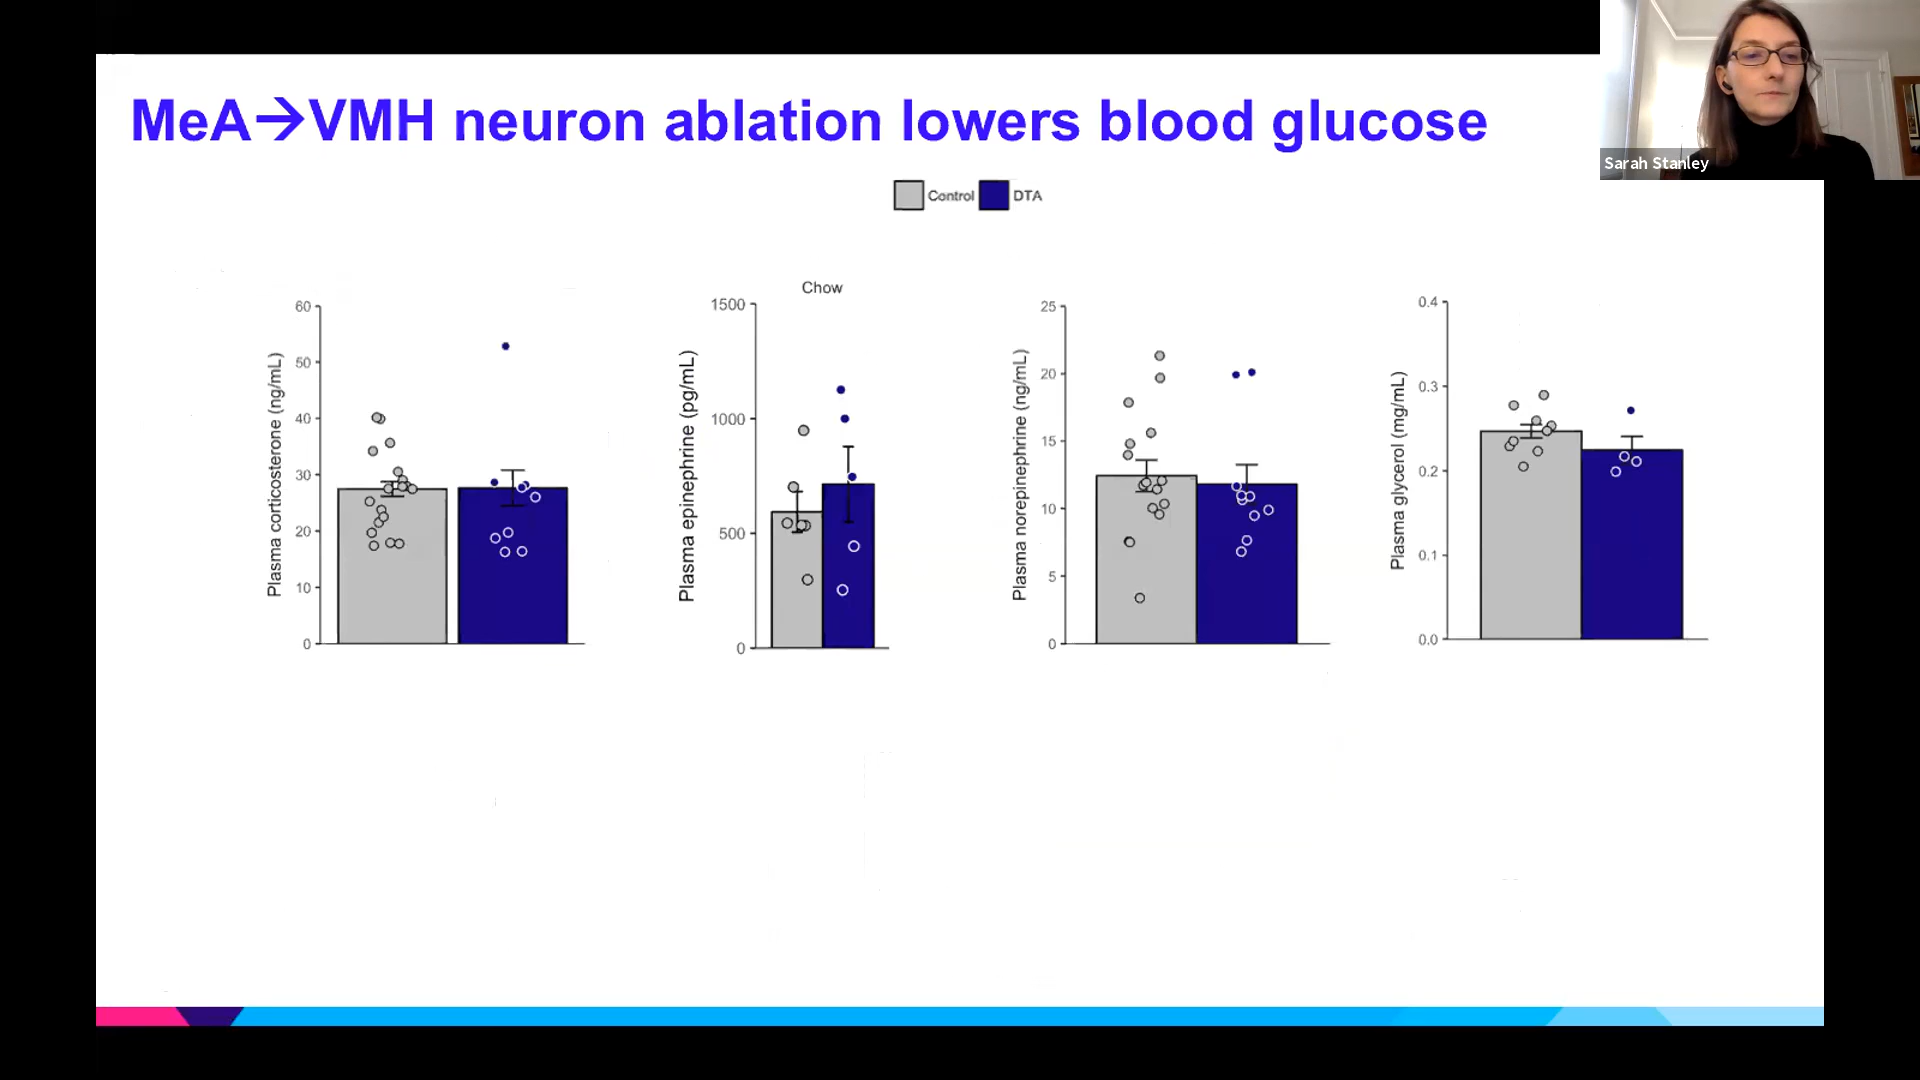 MeA→VMH neuron ablation lowers blood glucose
Sarah Stanley
Control DTA
Plasma corticosterone (ng/mL)
60
50
40
30
20
10
0
Chow
Plasma epinephrine (pg/mL)
1500
1000
500
0
Plasma norepinephrine (ng/mL)
25
20
15
10
5
0
Plasma glycerol (mg/mL)
0.4
0.3
0.2
0.1
0.0